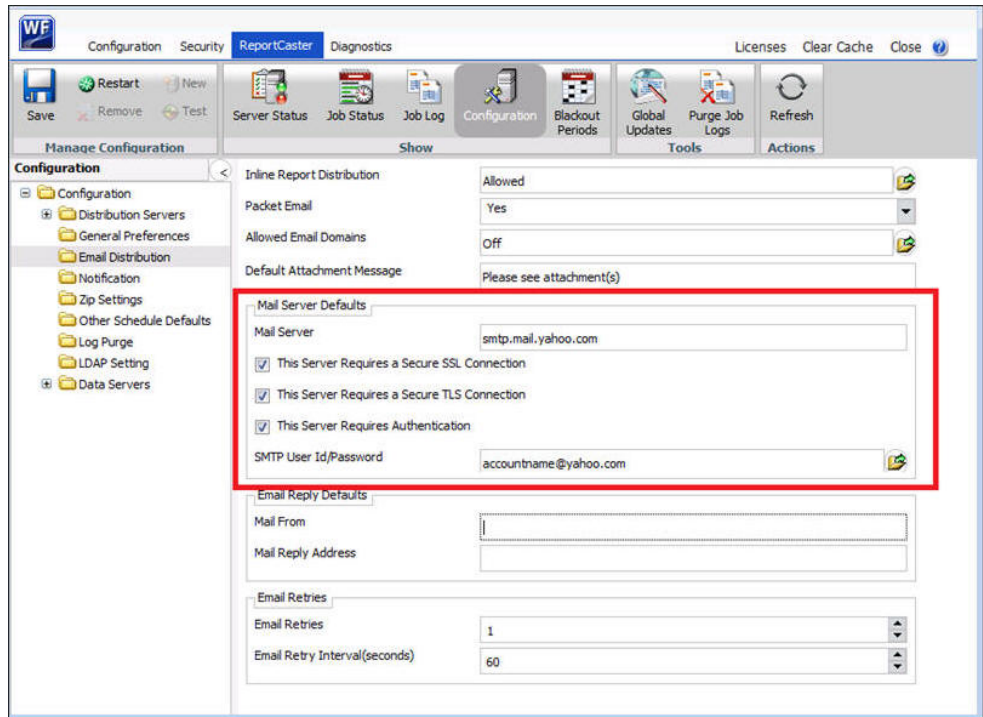 WF
Configuration Security ReportCaster Diagnostics Licenses Clear Cache Close
Save Restart New Remove Test
Manage Configuration
Server Status Job Status Job Log Configuration Blackout Periods
Show
Global Updates Purge Job Logs
Tools
Refresh
Actions
Configuration
Configuration
Distribution Servers
General Preferences
Email Distribution
Notification
Zip Settings
Other Schedule Defaults
Log Purge
LDAP Setting
Data Servers
Inline Report Distribution Allowed
Packet Email Yes
Allowed Email Domains Off
Default Attachment Message Please see attachment(s)
Mail Server Defaults
Mail Server smtp.mail.yahoo.com
This Server Requires a Secure SSL Connection
This Server Requires a Secure TLS Connection
This Server Requires Authentication
SMTP User Id/Password accountname@yahoo.com
Email Reply Defaults
Mail From
Mail Reply Address
Email Retries
Email Retries 1
Email Retry Interval(seconds) 60